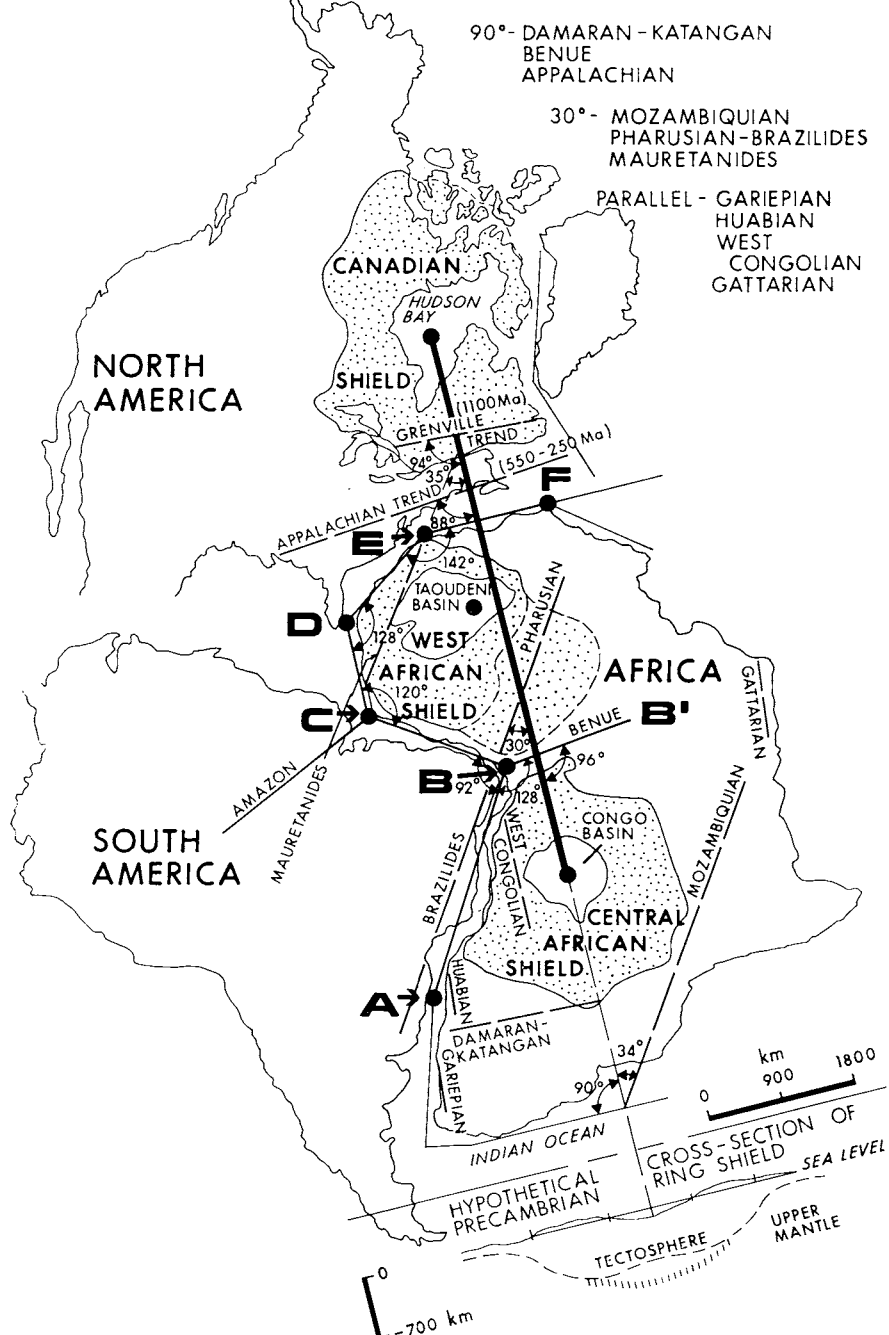 90°- DAMARAN-KATANGAN
BENUE
APPALACHIAN
30°- MOZAMBIQUIAN
PHARUSIAN-BRAZILIDES
MAURETANIDES
PARALLEL- GARIEPIAN
HUABIAN
WEST
CONGOLIAN
GATTARIAN
CANADIAN
HUDSON
BAY
SHIELD
NORTH
AMERICA
(1100Ma)
GRENVILLE
TREND
94°
35°
(550-250 Ma)
APPALACHIAN TREND
F
88°
E
142°
TAOUDENI
BASIN
PHARUSIAN
D
128°
WEST
AFRICAN
SHIELD
AFRICA
120°
C
GATTARIAN
BENUE
B'
30°
96°
B
92°
128°
AMAZON
MAURETANIDES
SOUTH
AMERICA
BRAZILIDES
WEST
CONGOLIAN
CONGO
BASIN
MOZAMBIQUIAN
CENTRAL
AFRICAN
SHIELD
A
HUABIAN
DAMARAN-
KATANGAN
GARIEPIAN
34°
90°
km
0
900
1800
INDIAN OCEAN
CROSS-SECTION OF
RING SHIELD
HYPOTHETICAL
PRECAMBRIAN
SEA LEVEL
UPPER
MANTLE
TECTOSPHERE
0
-700 km